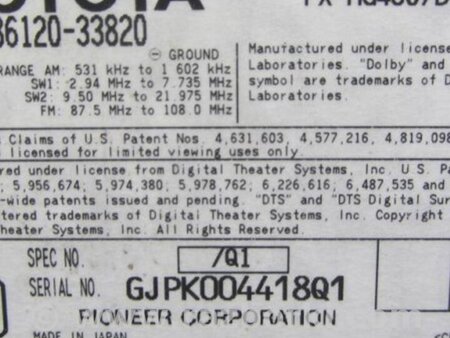 86120-33820
⊖ GROUND
RANGE AM: 531 kHz to 1 602 kHz
SW1: 2.94 MHz to 7.735 MHz
SW2: 9.50 MHz to 21.975 MHz
FM: 87.5 MHz to 108.0 MHz
Manufactured under license
Laboratories. "Dolby" and
symbol are trademarks of D
Laboratories.
s Claims of U.S. Patent Nos. 4,631,603, 4,577,216, 4,819,098
s licensed for limited viewing uses only.
red under license from Digital Theater Systems, Inc. U.S. Pa
; 5,956,674; 5,974,380; 5,978,762; 6,226,616; 6,487,535 and
-wide patents issued and pending. "DTS" and "DTS Digital Sur
tered trademarks of Digital Theater Systems, Inc. Copyright
heater Systems, Inc. All Rights Reserved.
SPEC NO. /Q1
SERIAL NO. GJPK004418Q1
PIONEER CORPORATION
MADE IN JAPAN